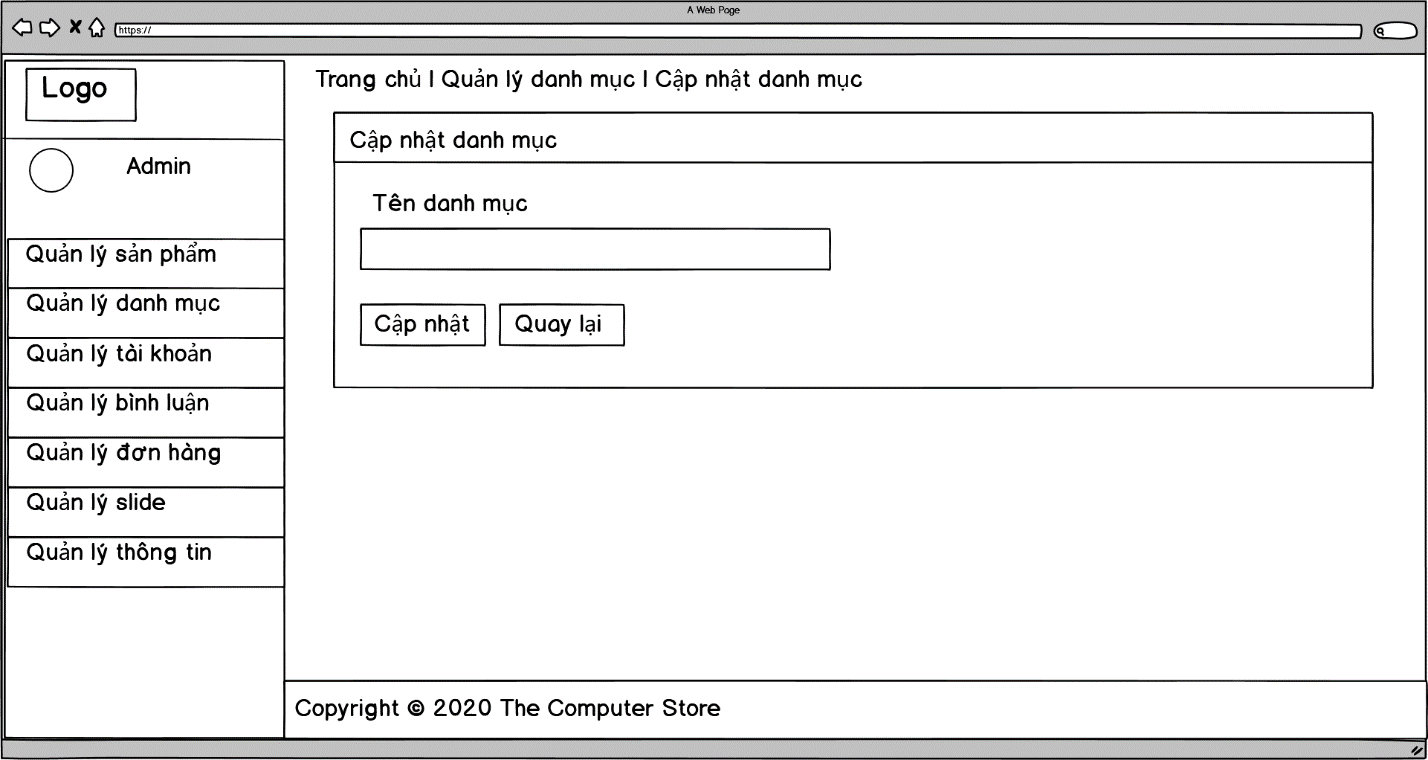 A Web Page
https://
Logo
Admin
Quản lý sản phẩm
Quản lý danh mục
Quản lý tài khoản
Quản lý bình luận
Quản lý đơn hàng
Quản lý slide
Quản lý thông tin
Trang chủ | Quản lý danh mục | Cập nhật danh mục
Cập nhật danh mục
Tên danh mục
Cập nhật Quay lại
Copyright © 2020 The Computer Store